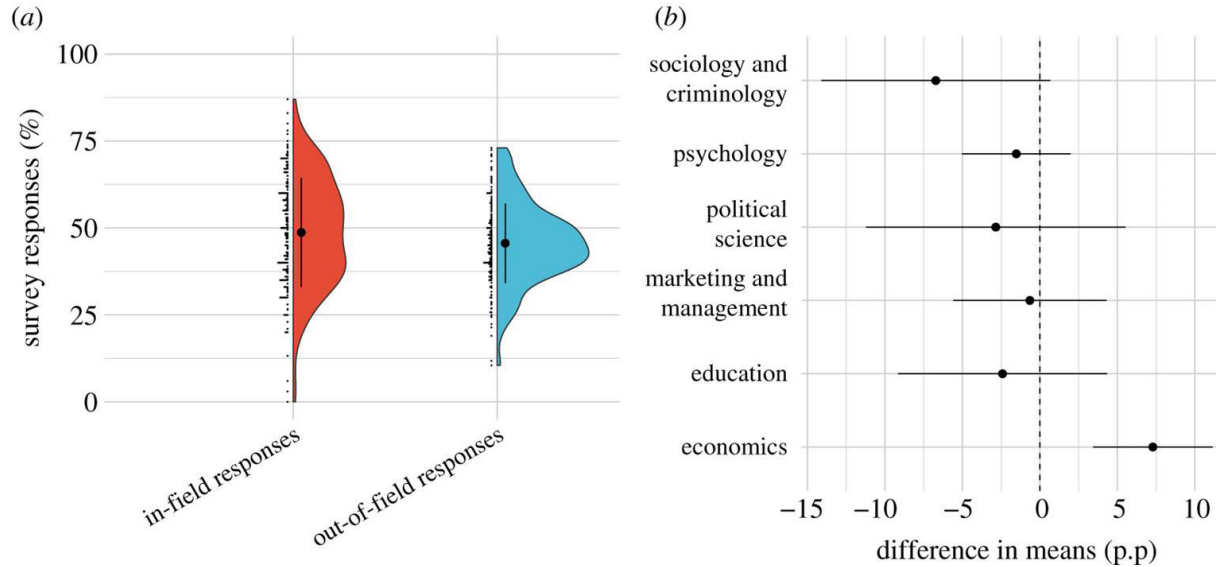 (a)
survey responses (%)
100
75
50
25
0
in-field responses
out-of-field responses
(b)
sociology and
criminology
psychology
political
science
marketing and
management
education
economics
−15
−10
−5
0
5
10
difference in means (p.p)